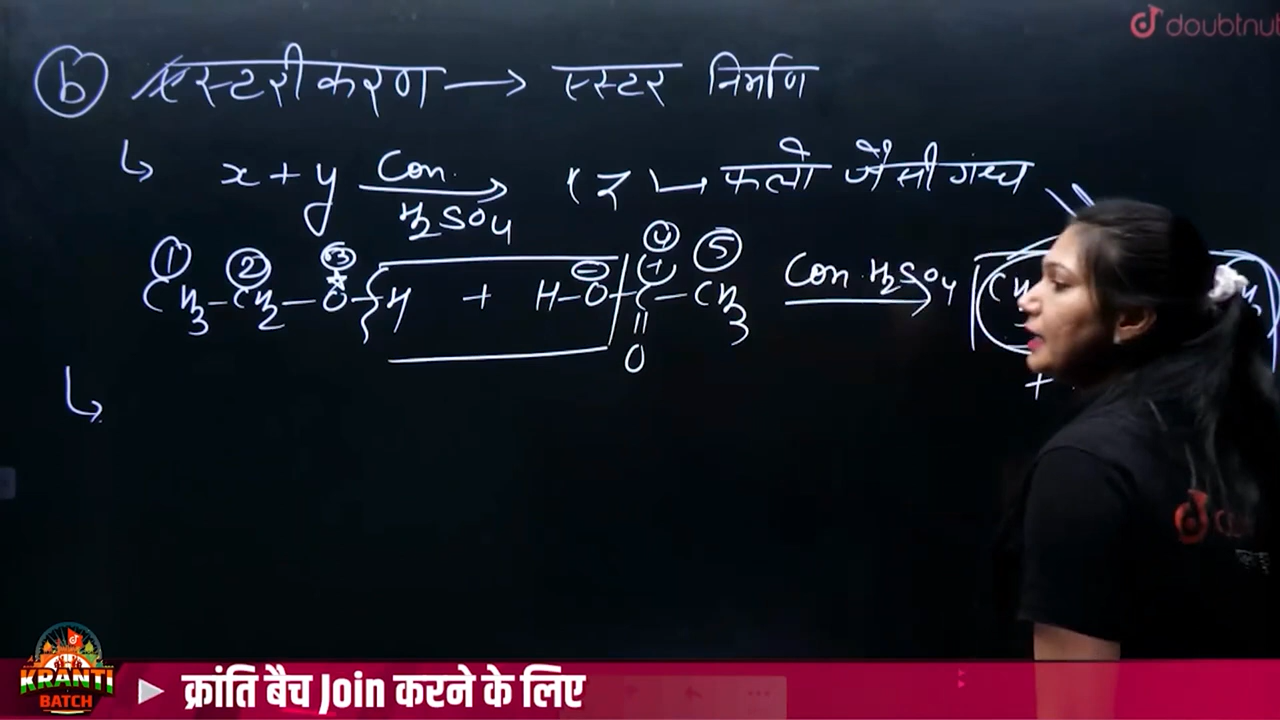 doubtnut
b एस्टरीकरण → एस्टर निर्माण
↳ x + y Con. H2SO4 → (z) ↦ फलो जैसी गन्ध
① ② ④ ⑤
CH3-CH2-O-H + H-O-C-CH3 Con. H2SO4 →
O
+
↳
KRANTI BATCH
क्रांति बैच Join करने के लिए